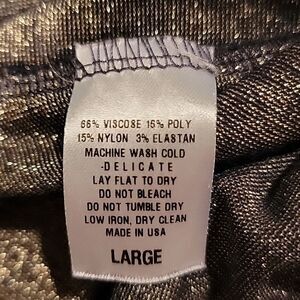 66% VISCOSE 16% POLY
15% NYLON 3% ELASTAN
MACHINE WASH COLD
-DELICATE
LAY FLAT TO DRY
DO NOT BLEACH
DO NOT TUMBLE DRY
LOW IRON, DRY CLEAN
MADE IN USA
LARGE